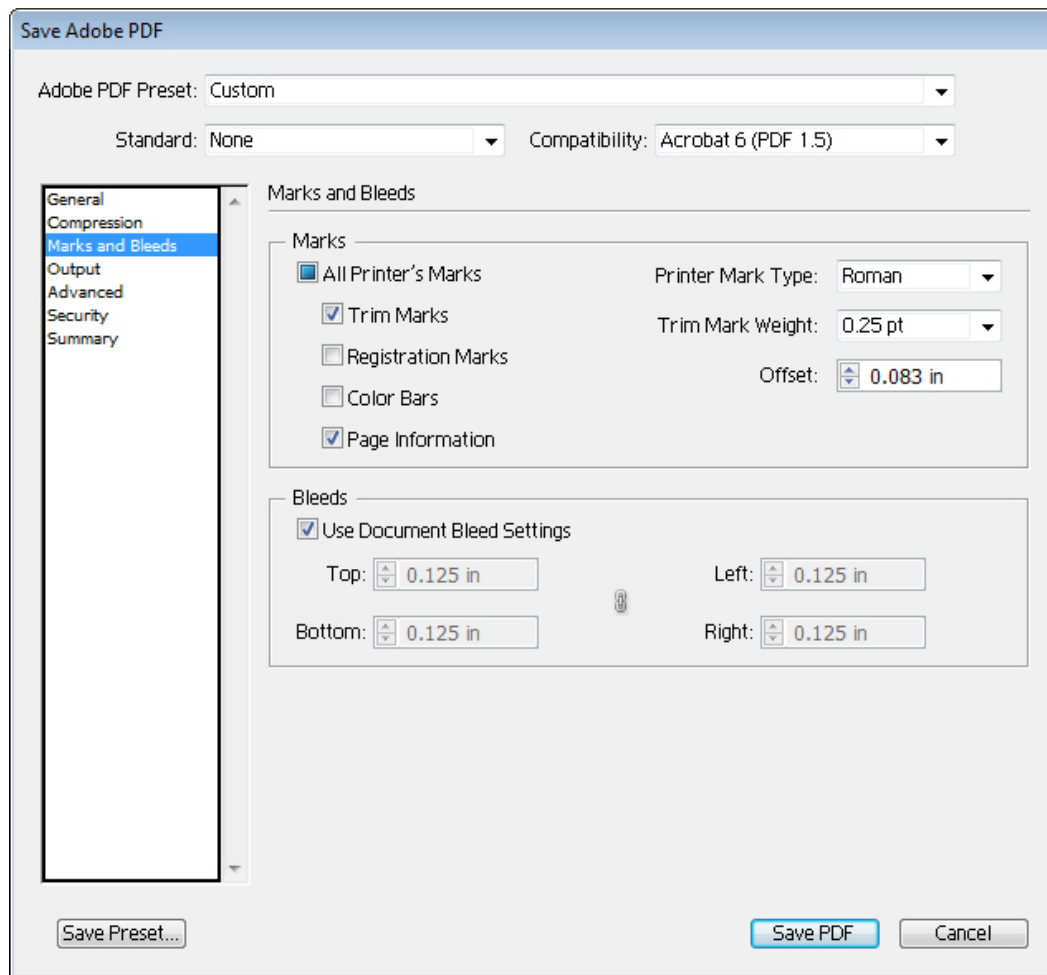 Save Adobe PDF
Adobe PDF Preset: Custom
Standard: None Compatibility: Acrobat 6 (PDF 1.5)
General
Compression
Marks and Bleeds
Output
Advanced
Security
Summary
Marks and Bleeds
Marks
All Printer's Marks
Trim Marks
Registration Marks
Color Bars
Page Information
Printer Mark Type: Roman
Trim Mark Weight: 0.25 pt
Offset: 0.083 in
Bleeds
Use Document Bleed Settings
Top: 0.125 in Left: 0.125 in
Bottom: 0.125 in Right: 0.125 in
Save Preset... Save PDF Cancel